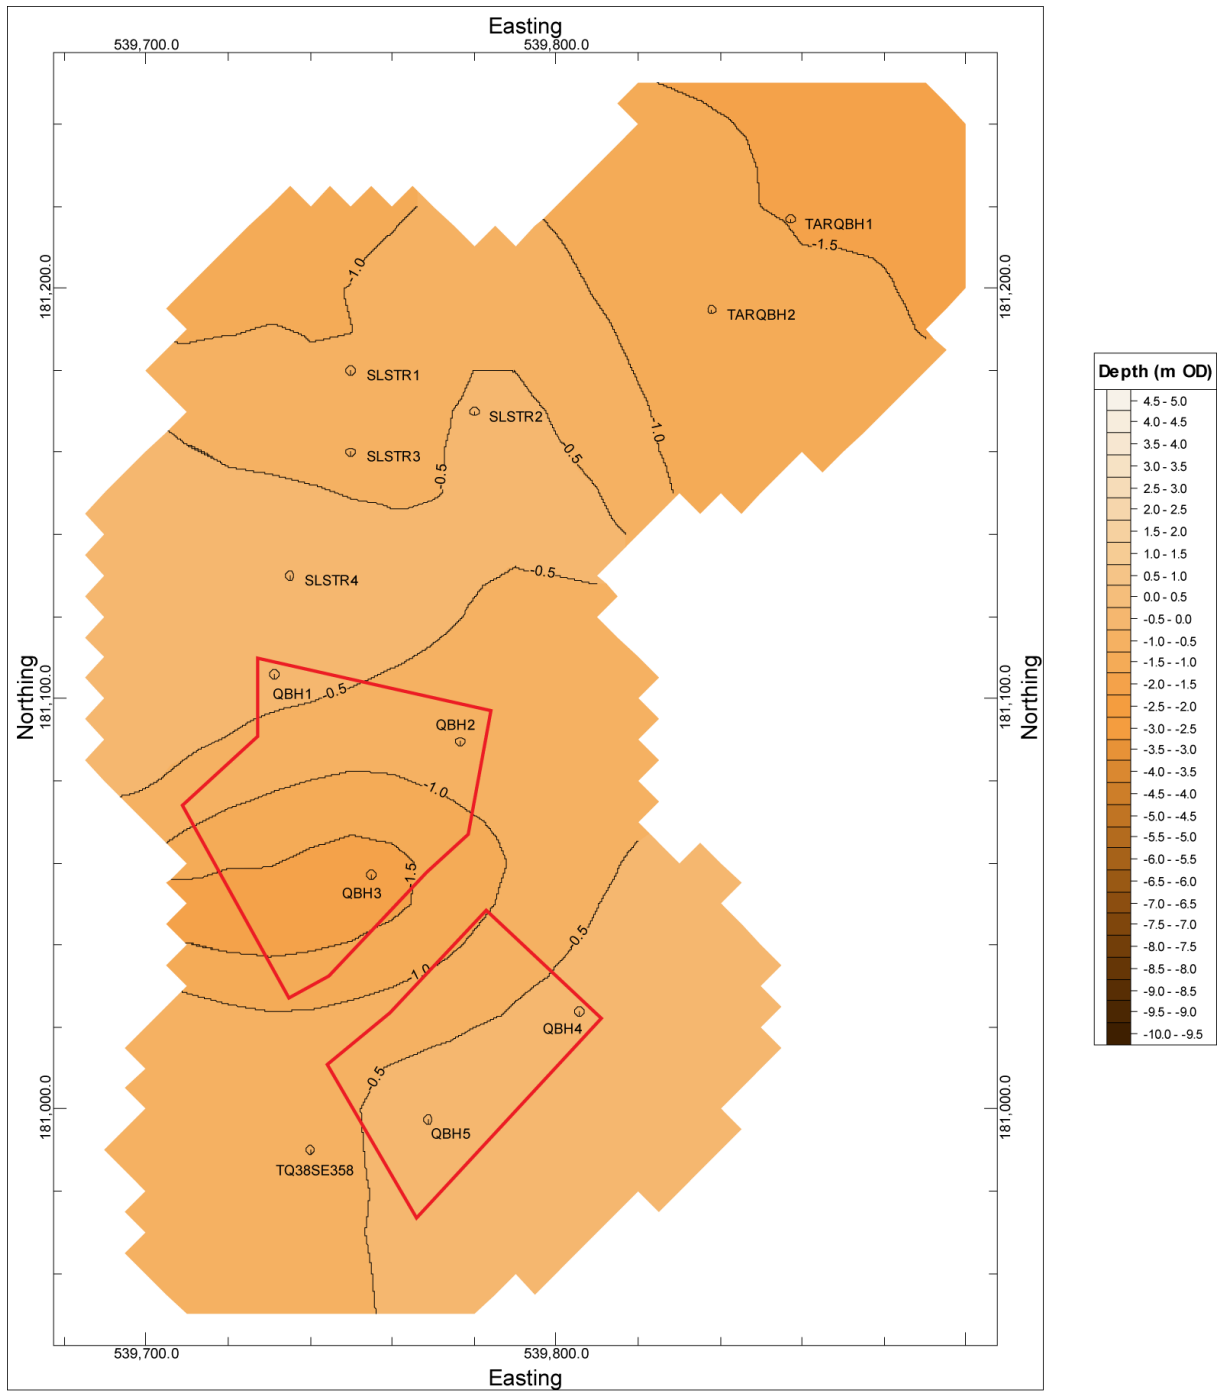 Easting
539,700.0 539,800.0
TARQBH1
-1.5
-1.0
181,200.0
181,200.0
TARQBH2
SLSTR1
SLSTR2
-1.0
SLSTR3
-0.5
-0.5
SLSTR4
-0.5
Northing
Northing
181,100.0
181,100.0
QBH1
-0.5
QBH2
-1.0
-1.5
QBH3
-0.5
-1.0
QBH4
-0.5
181,000.0
181,000.0
QBH5
TQ38SE358
539,700.0 539,800.0
Easting
Depth (m OD)
4.5 - 5.0
4.0 - 4.5
3.5 - 4.0
3.0 - 3.5
2.5 - 3.0
2.0 - 2.5
1.5 - 2.0
1.0 - 1.5
0.5 - 1.0
0.0 - 0.5
-0.5 - 0.0
-1.0 - -0.5
-1.5 - -1.0
-2.0 - -1.5
-2.5 - -2.0
-3.0 - -2.5
-3.5 - -3.0
-4.0 - -3.5
-4.5 - -4.0
-5.0 - -4.5
-5.5 - -5.0
-6.0 - -5.5
-6.5 - -6.0
-7.0 - -6.5
-7.5 - -7.0
-8.0 - -7.5
-8.5 - -8.0
-9.0 - -8.5
-9.5 - -9.0
-10.0 - -9.5